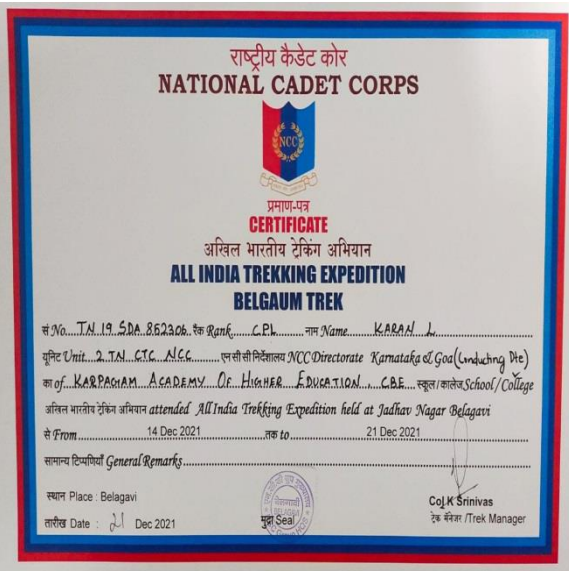 राष्ट्रीय कैडेट कोर
NATIONAL CADET CORPS
NCC
प्रमाण-पत्र
CERTIFICATE
अखिल भारतीय ट्रेकिंग अभियान
ALL INDIA TREKKING EXPEDITION
BELGAUM TREK
सं No. TN 19 SDA 852306. रैंक Rank CPL नाम Name KARAN L
यूनिट Unit 2 TN CTC NCC एन सी सी निर्देशालय NCC Directorate Karnataka & Goa (Conducting Dte)
का of KARPAGAM ACADEMY OF HIGHER EDUCATION, CBE स्कूल/कालेज School/College
अखिल भारतीय ट्रेकिंग अभियान attended All India Trekking Expedition held at Jadhav Nagar Belagavi
से From 14 Dec 2021 तक to 21 Dec 2021
सामान्य टिप्पणियाँ General Remarks
स्थान Place : Belagavi
तारीख Date : 21 Dec 2021
मुद्रा Seal
Col K Srinivas
ट्रेक मॅनेजर /Trek Manager